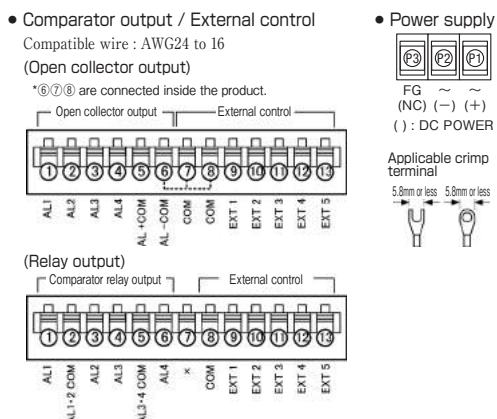 ● Comparator output / External control
Compatible wire : AWG24 to 16
(Open collector output)
*⑥⑦⑧ are connected inside the product.
Open collector output External control
① ② ③ ④ ⑤ ⑥ ⑦ ⑧ ⑨ ⑩ ⑪ ⑫ ⑬
AL1 AL2 AL3 AL4 AL +COM AL −COM COM COM EXT 1 EXT 2 EXT 3 EXT 4 EXT 5
(Relay output)
Comparator relay output External control
① ② ③ ④ ⑤ ⑥ ⑦ ⑧ ⑨ ⑩ ⑪ ⑫ ⑬
AL1 AL1・2 COM AL2 AL3 AL3・4 COM AL4 × COM EXT 1 EXT 2 EXT 3 EXT 4 EXT 5
● Power supply
P3 P2 P1
FG ～ ～
(NC) (−) (+)
( ) : DC POWER
Applicable crimp
terminal
5.8mm or less 5.8mm or less